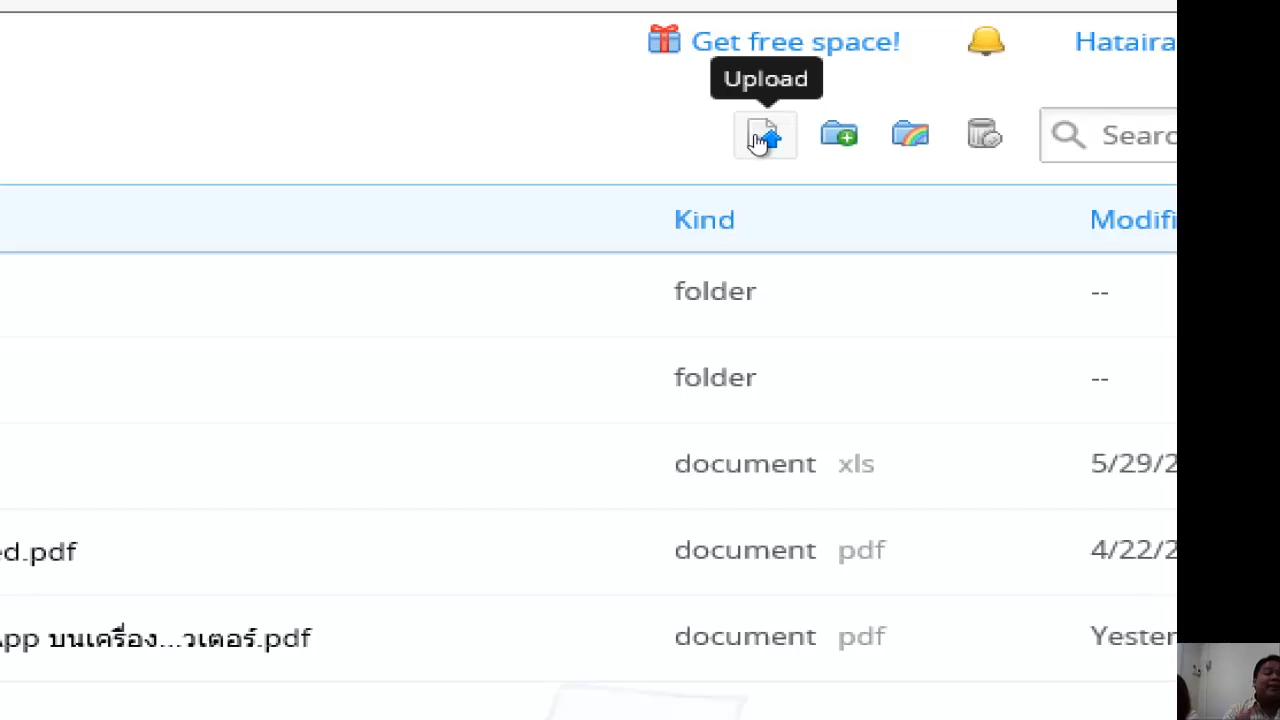 Get free space!
Hataira
Upload
Searc
Kind Modifi
folder --
folder --
document xls 5/29/2
ed.pdf document pdf 4/22/2
App บนเครื่อง...วเตอร์.pdf document pdf Yester